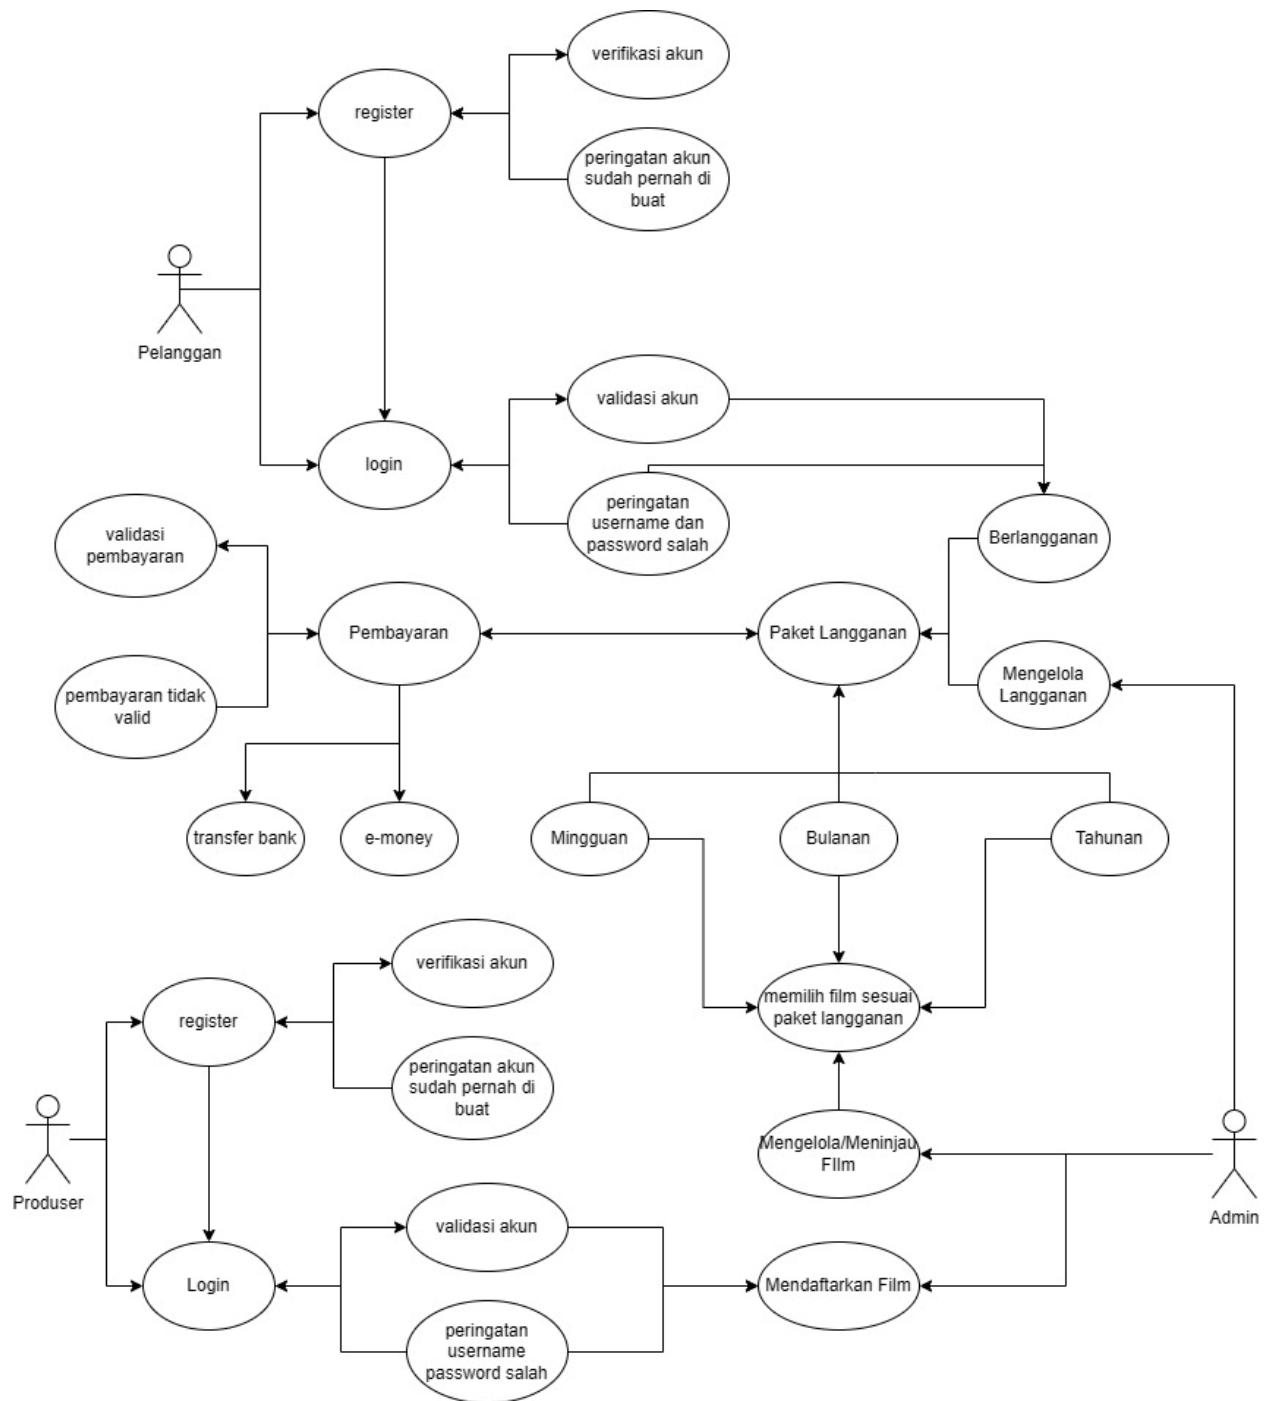 verifikasi akun
register
peringatan akun
sudah pernah di
buat
Pelanggan
validasi akun
login
peringatan
username dan
password salah
Berlangganan
validasi
pembayaran
Pembayaran
Paket Langganan
pembayaran tidak
valid
Mengelola
Langganan
transfer bank
e-money
Mingguan
Bulanan
Tahunan
verifikasi akun
register
memilih film sesuai
paket langganan
peringatan akun
sudah pernah di
buat
Produser
Mengelola/Meninjau
FIlm
Admin
validasi akun
Login
Mendaftarkan Film
peringatan
username
password salah